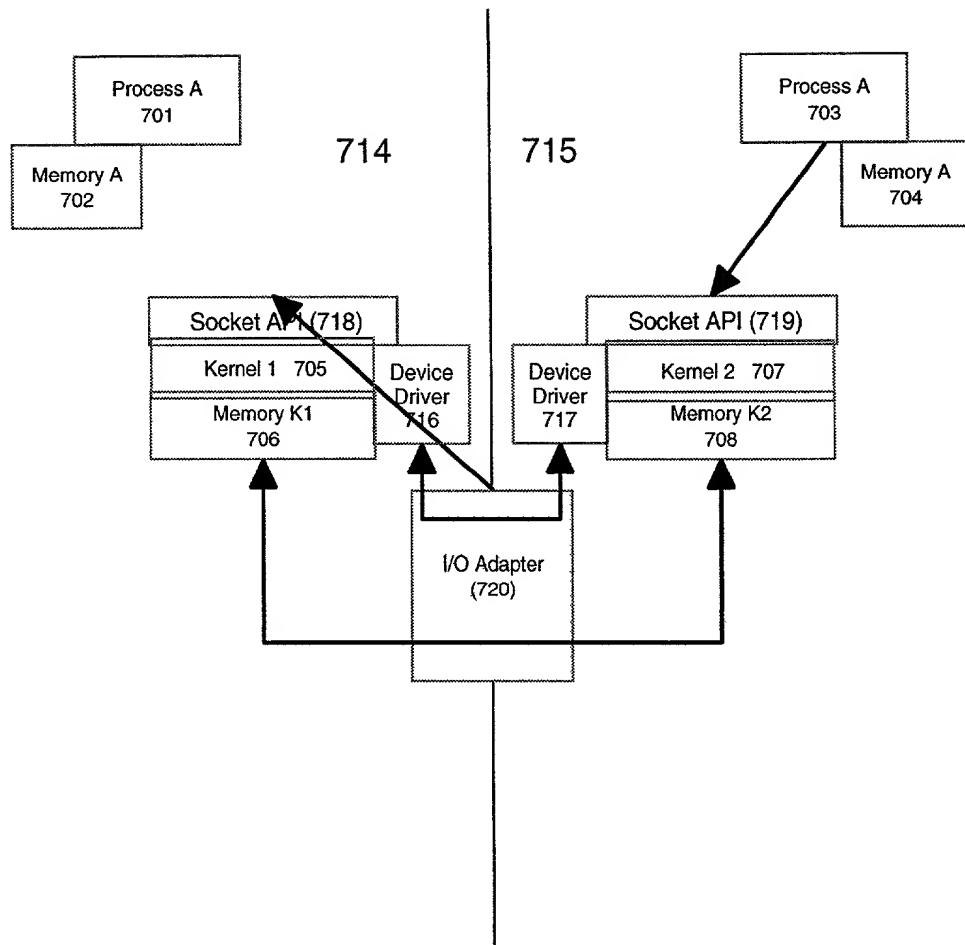 Process A
701
Memory A
702
714
715
Process A
703
Memory A
704
Socket API (718)
Kernel 1 705
Memory K1
706
Device
Driver
716
Device
Driver
717
Socket API (719)
Kernel 2 707
Memory K2
708
I/O Adapter
(720)